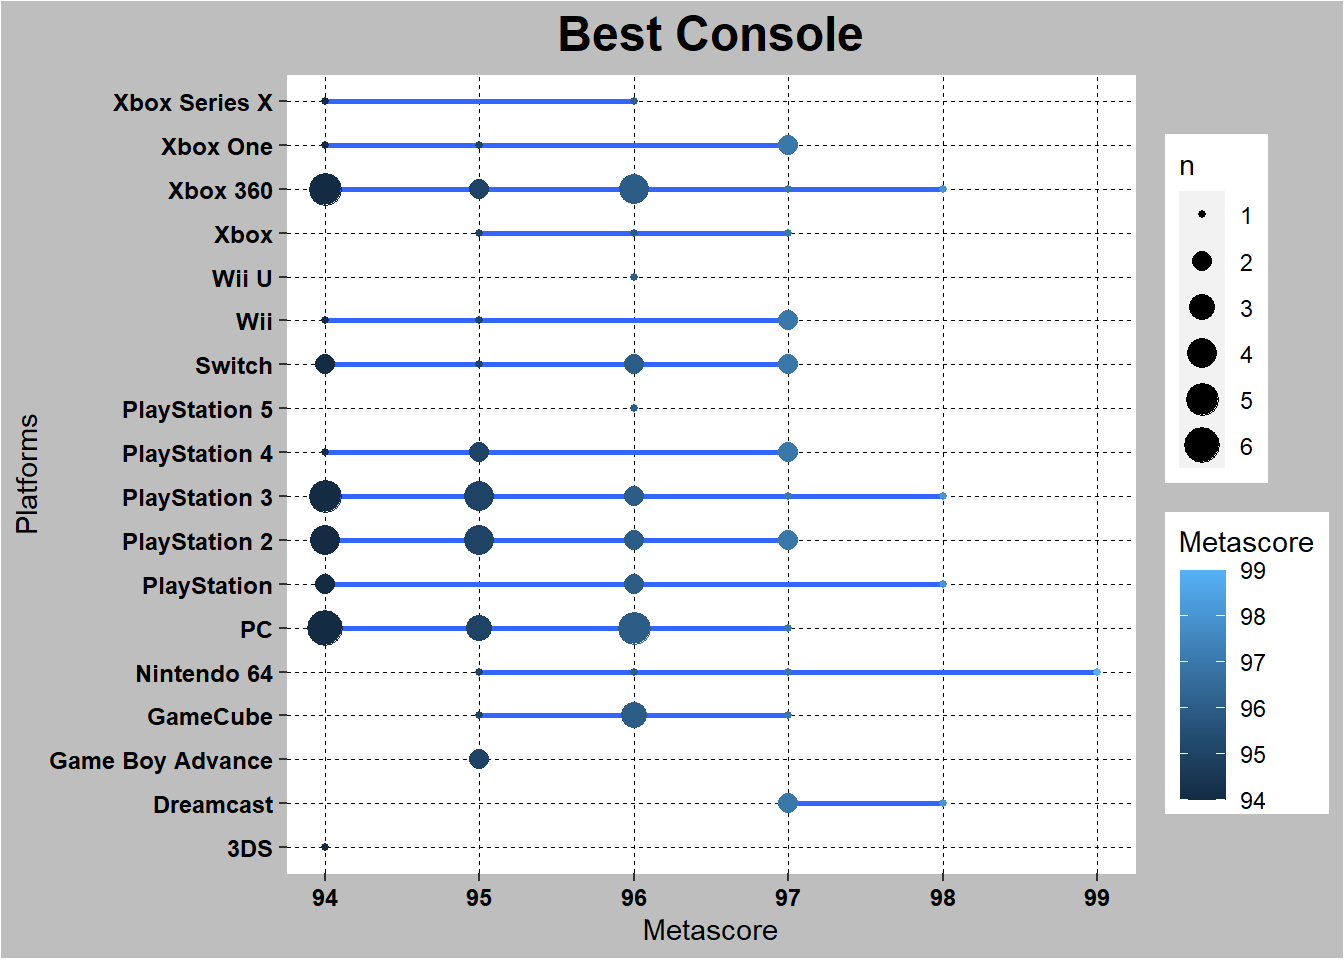 Best Console
Platforms
Xbox Series X
Xbox One
Xbox 360
Xbox
Wii U
Wii
Switch
PlayStation 5
PlayStation 4
PlayStation 3
PlayStation 2
PlayStation
PC
Nintendo 64
GameCube
Game Boy Advance
Dreamcast
3DS
94 95 96 97 98 99
Metascore
n
1
2
3
4
5
6
Metascore
99
98
97
96
95
94